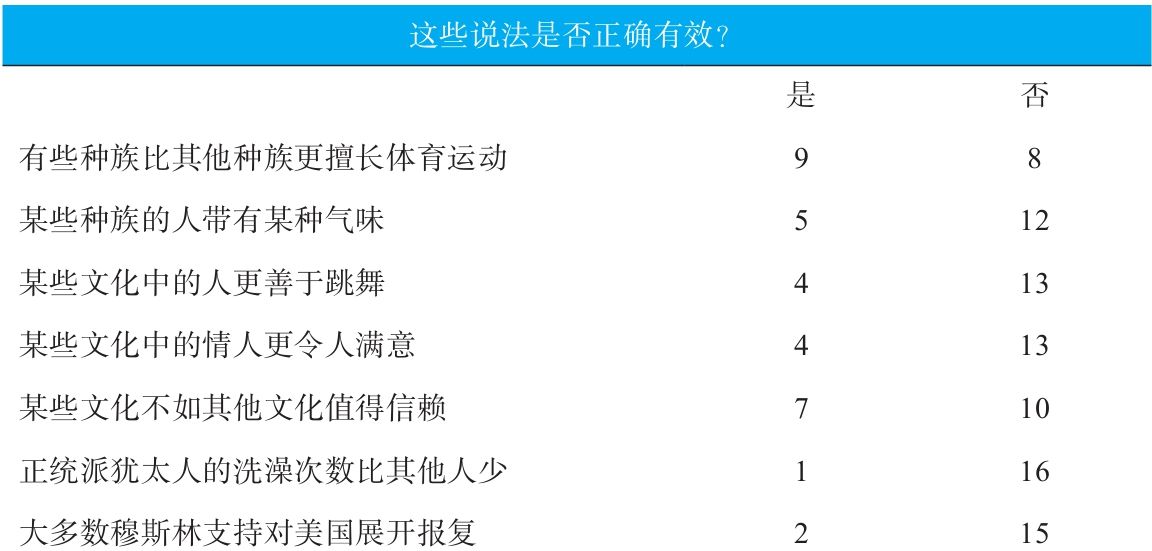 这些说法是否正确有效？
是 否
有些种族比其他种族更擅长体育运动 9 8
某些种族的人带有某种气味 5 12
某些文化中的人更善于跳舞 4 13
某些文化中的情人更令人满意 4 13
某些文化不如其他文化值得信赖 7 10
正统派犹太人的洗澡次数比其他人少 1 16
大多数穆斯林支持对美国展开报复 2 15